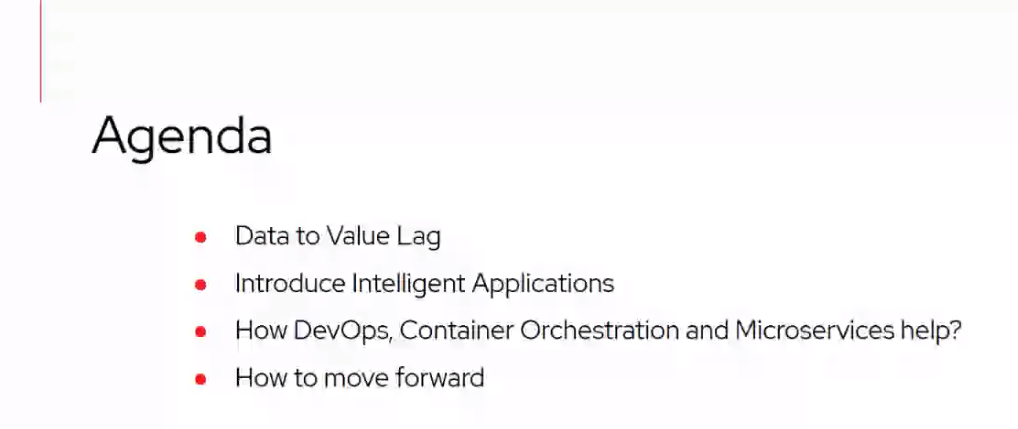 Agenda
Data to Value Lag
Introduce Intelligent Applications
How DevOps, Container Orchestration and Microservices help?
How to move forward